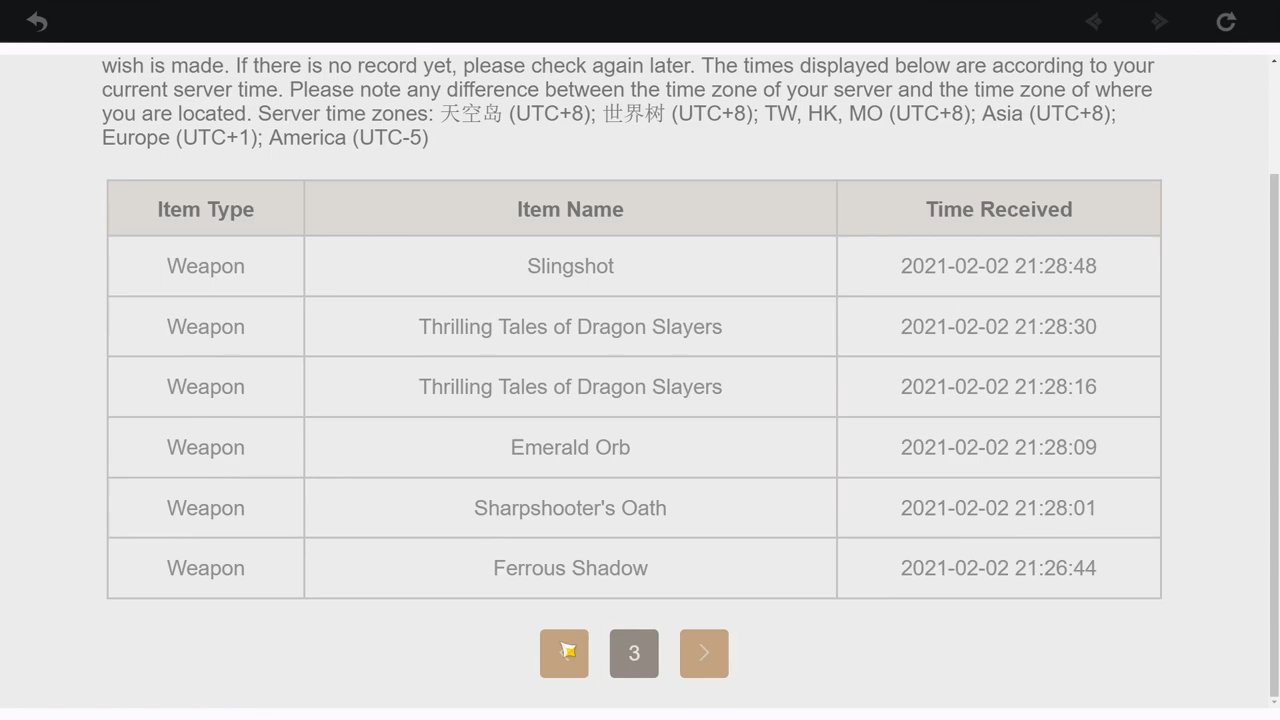 wish is made. If there is no record yet, please check again later. The times displayed below are according to your
current server time. Please note any difference between the time zone of your server and the time zone of where
you are located. Server time zones: 天空岛 (UTC+8); 世界树 (UTC+8); TW, HK, MO (UTC+8); Asia (UTC+8);
Europe (UTC+1); America (UTC-5)
Item Type Item Name Time Received
Weapon Slingshot 2021-02-02 21:28:48
Weapon Thrilling Tales of Dragon Slayers 2021-02-02 21:28:30
Weapon Thrilling Tales of Dragon Slayers 2021-02-02 21:28:16
Weapon Emerald Orb 2021-02-02 21:28:09
Weapon Sharpshooter's Oath 2021-02-02 21:28:01
Weapon Ferrous Shadow 2021-02-02 21:26:44
3